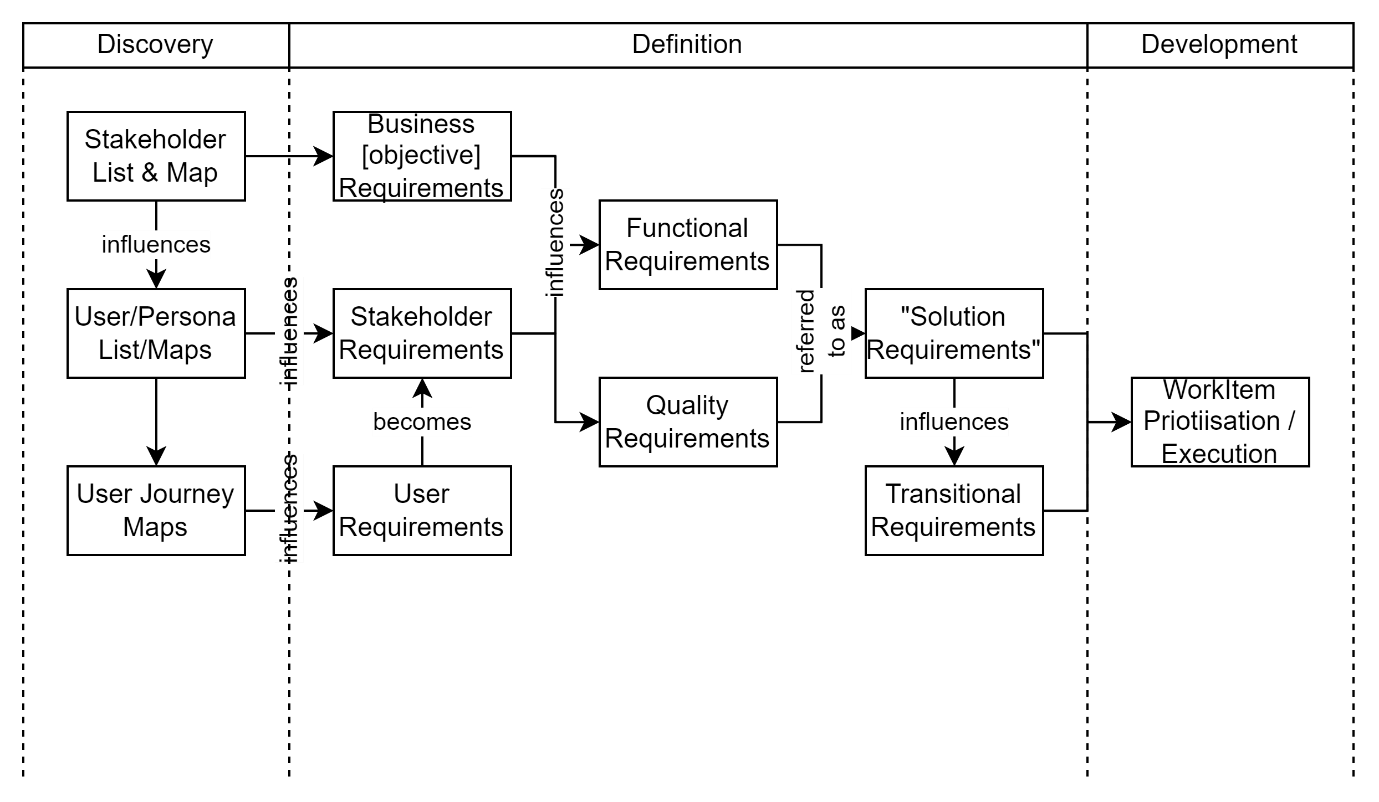 Discovery
Definition
Development
Stakeholder
List & Map
Business
[objective]
Requirements
influences
influences
Functional
Requirements
User/Persona
List/Maps
influences
Stakeholder
Requirements
referred
to as
"Solution
Requirements"
becomes
Quality
Requirements
influences
WorkItem
Priotiisation /
Execution
User Journey
Maps
influences
User
Requirements
Transitional
Requirements